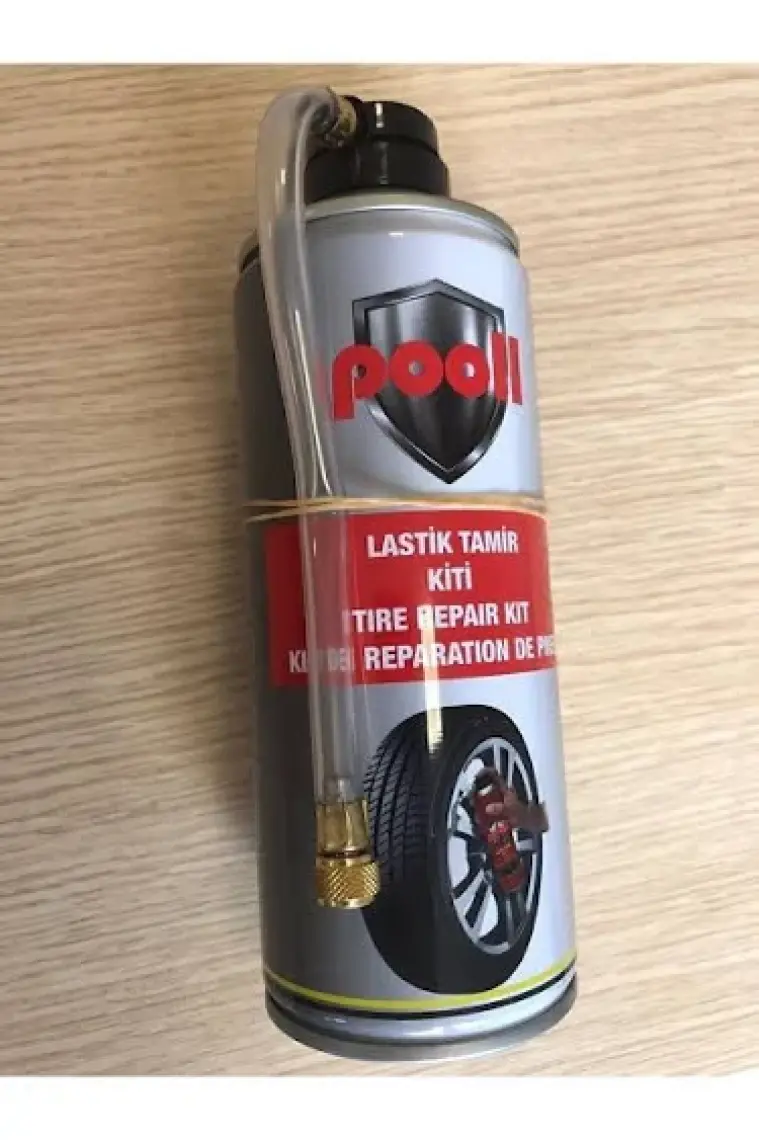 pooll
LASTİK TAMİR
KİTİ
TIRE REPAIR KIT
REPARATION DE